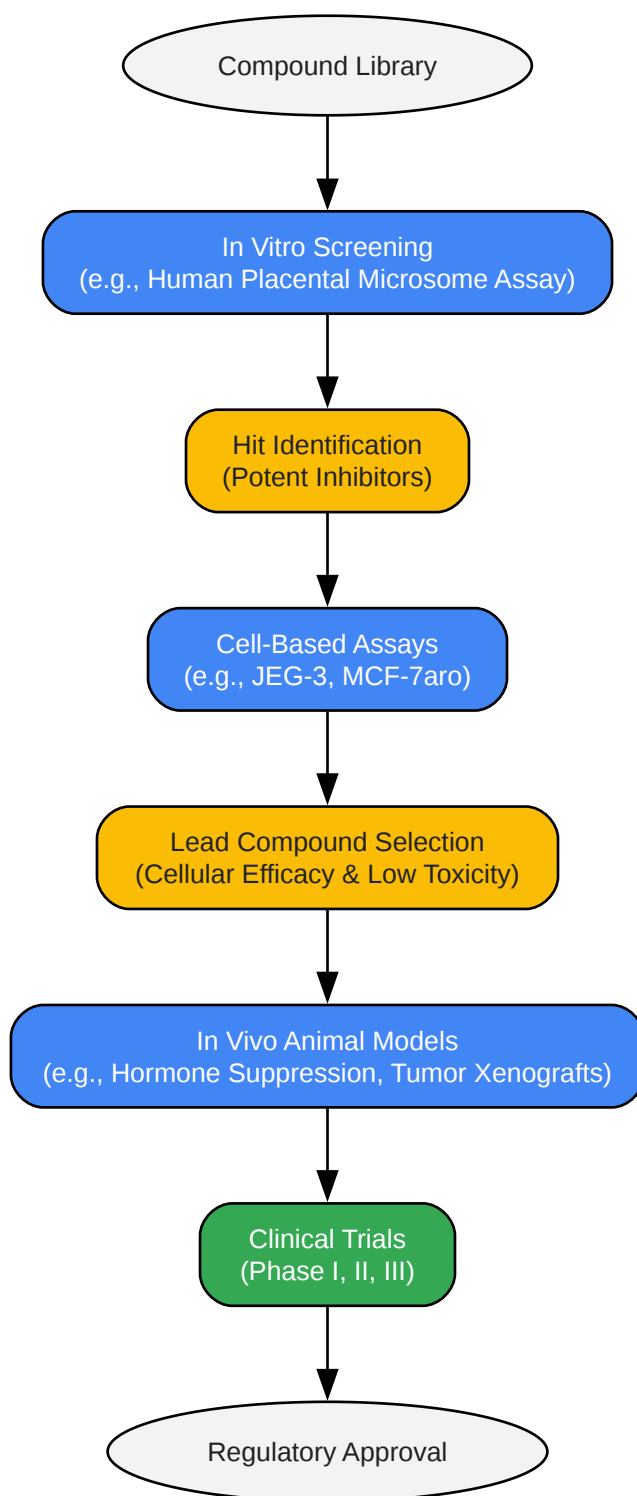 Compound Library
In Vitro Screening
(e.g., Human Placental Microsome Assay)
Hit Identification
(Potent Inhibitors)
Cell-Based Assays
(e.g., JEG-3, MCF-7aro)
Lead Compound Selection
(Cellular Efficacy & Low Toxicity)
In Vivo Animal Models
(e.g., Hormone Suppression, Tumor Xenografts)
Clinical Trials
(Phase I, II, III)
Regulatory Approval